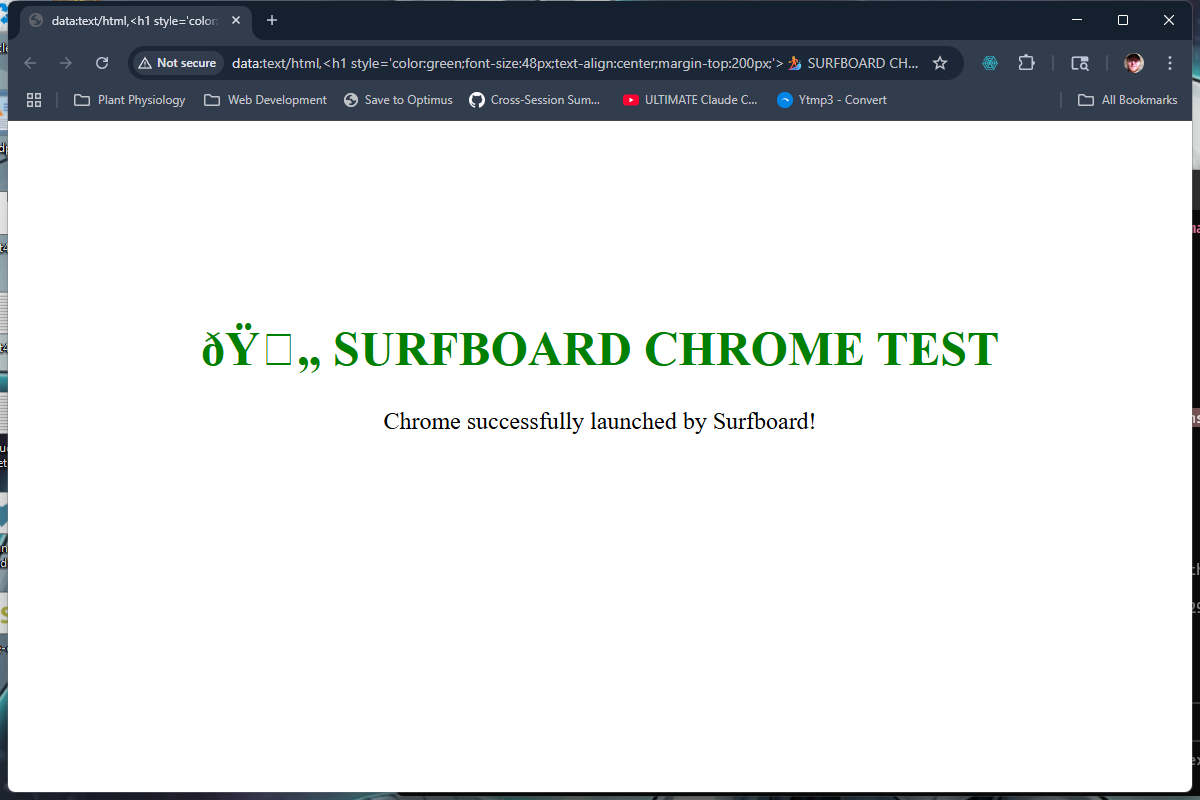 data:text/html,<h1 style='color:
Not secure
data:text/html,<h1 style='color:green;font-size:48px;text-align:center;margin-top:200px;'>🏄 SURFBOARD CH...
Plant Physiology
Web Development
Save to Optimus
Cross-Session Sum...
ULTIMATE Claude C...
Ytmp3 - Convert
All Bookmarks
ðŸ□„ SURFBOARD CHROME TEST
Chrome successfully launched by Surfboard!